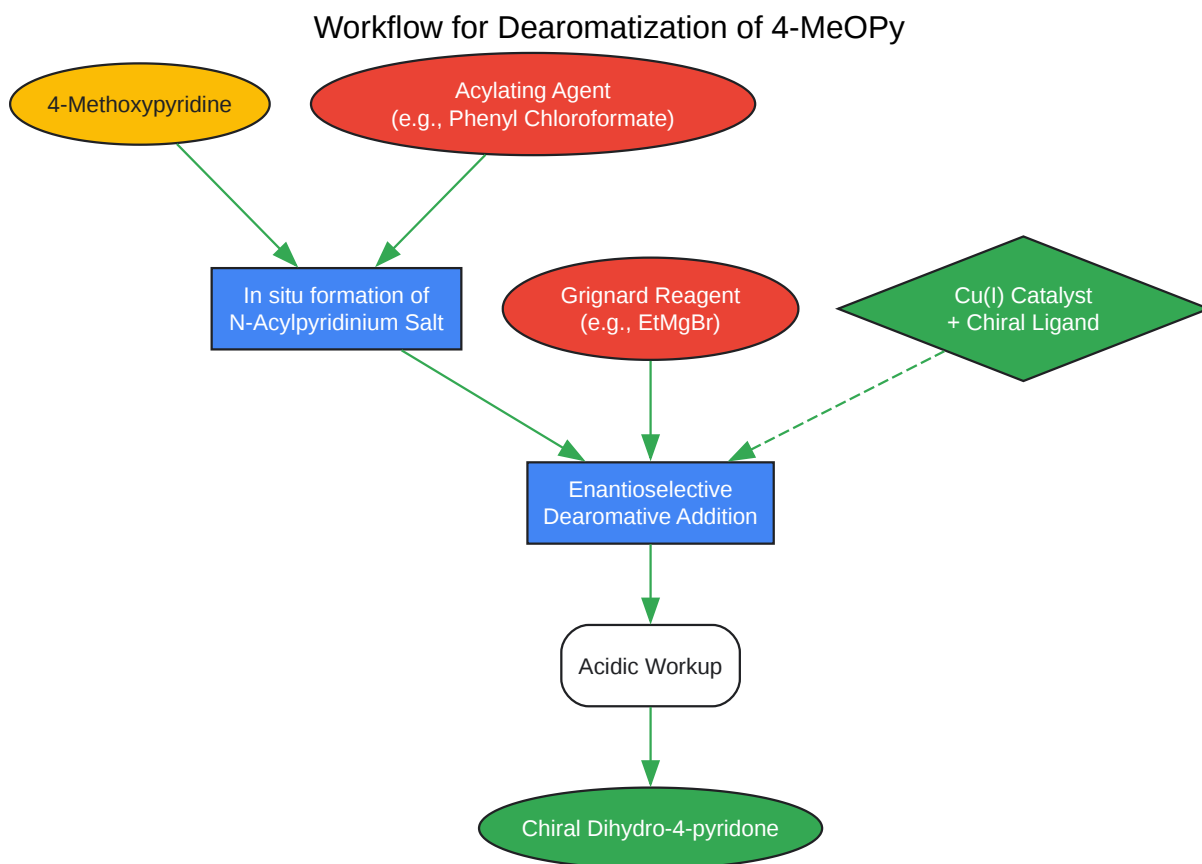 Workflow for Dearomatization of 4-MeOPy
4-Methoxypyridine
Acylating Agent
(e.g., Phenyl Chloroformate)
In situ formation of
N-Acylpyridinium Salt
Grignard Reagent
(e.g., EtMgBr)
Cu(I) Catalyst
+ Chiral Ligand
Enantioselective
Dearomative Addition
Acidic Workup
Chiral Dihydro-4-pyridone